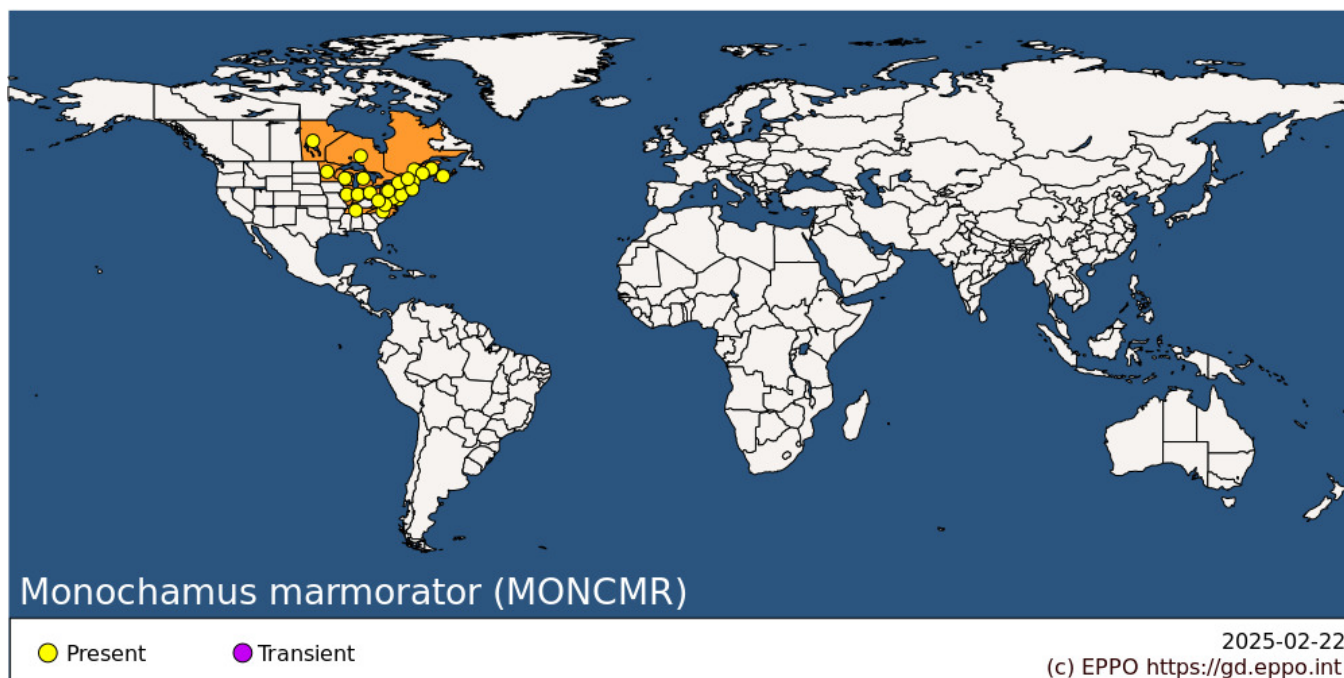 Monochamus marmorator (MONCMR)
Present
Transient
2025-02-22
(c) EPPO https://gd.eppo.int